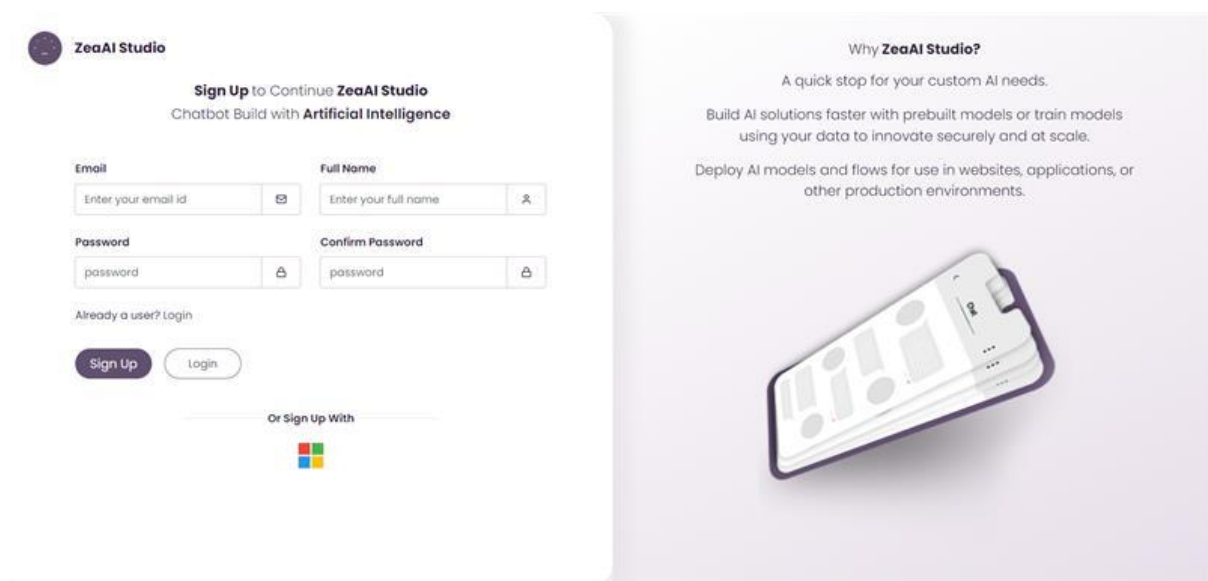 ZeaAI Studio
Sign Up to Continue ZeaAI Studio
Chatbot Build with Artificial Intelligence
Email
Full Name
Enter your email id
Enter your full name
Password
Confirm Password
password
password
Already a user? Login
Sign Up
Login
Or Sign Up With
Why ZeaAI Studio?
A quick stop for your custom AI needs.
Build AI solutions faster with prebuilt models or train models
using your data to innovate securely and at scale.
Deploy AI models and flows for use in websites, applications, or
other production environments.
Chat